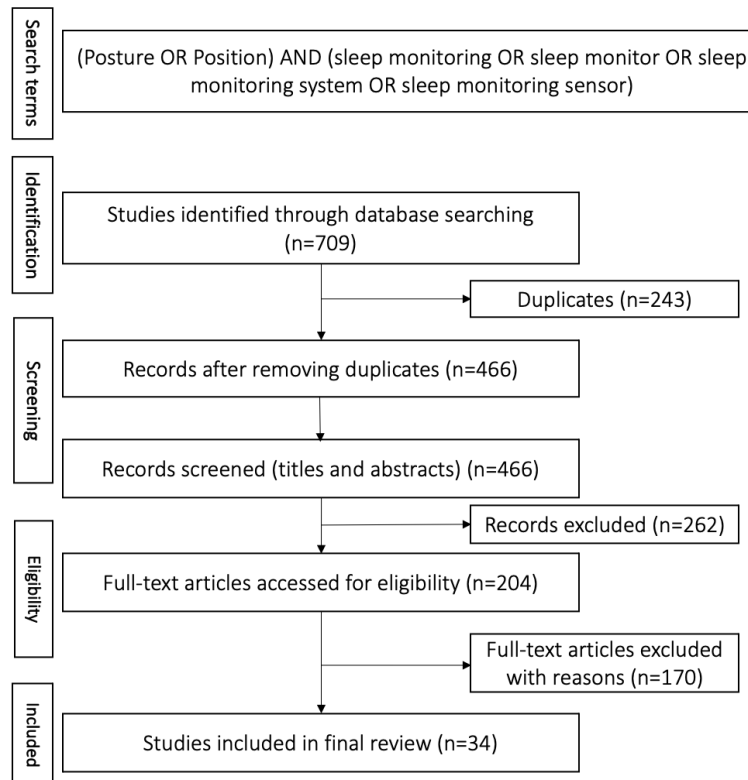 Search terms
(Posture OR Position) AND (sleep monitoring OR sleep monitor OR sleep
monitoring system OR sleep monitoring sensor)
Identification
Studies identified through database searching
(n=709)
Duplicates (n=243)
Screening
Records after removing duplicates (n=466)
Records screened (titles and abstracts) (n=466)
Records excluded (n=262)
Eligibility
Full-text articles accessed for eligibility (n=204)
Full-text articles excluded
with reasons (n=170)
Included
Studies included in final review (n=34)